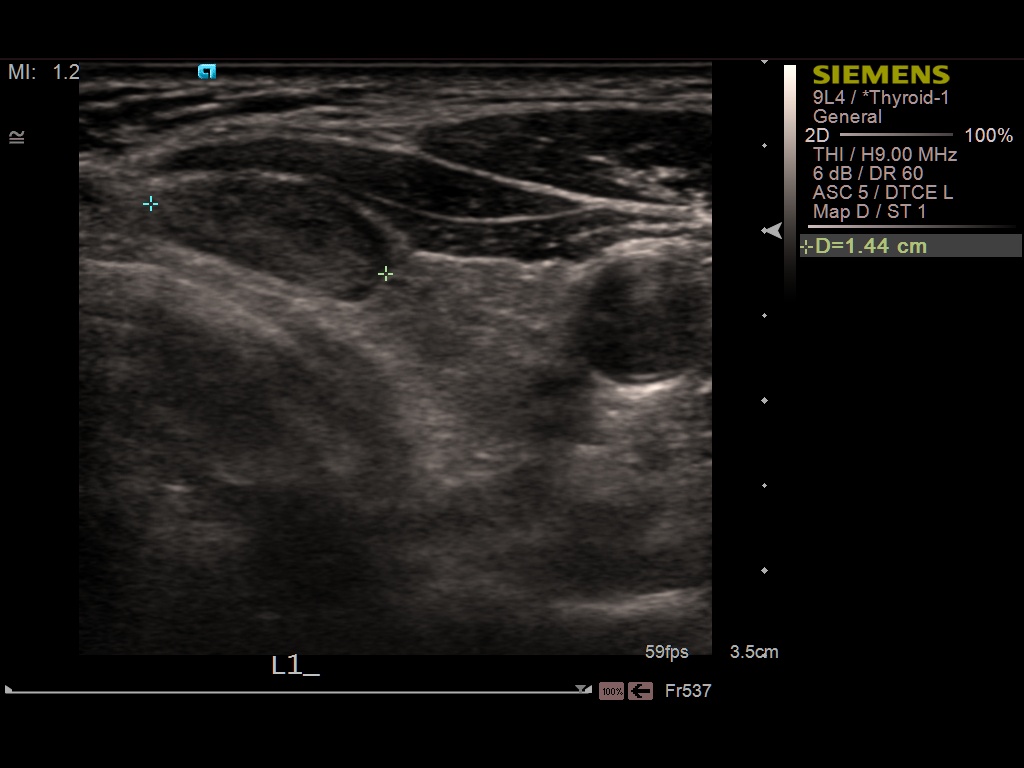 MI: 1.2
SIEMENS
9L4 / *Thyroid-1
General
2D 100%
THI / H9.00 MHz
6 dB / DR 60
ASC 5 / DTCE L
Map D / ST 1
D=1.44 cm
59fps 3.5cm
L1_
100% Fr537